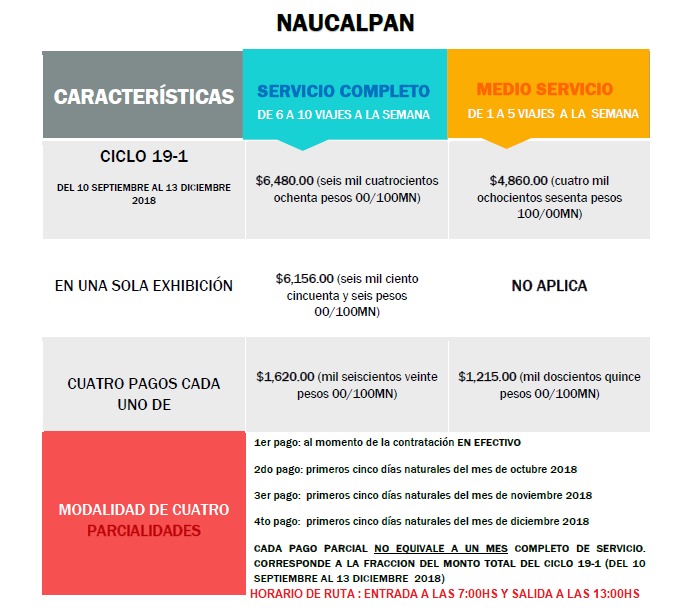 NAUCALPAN
CARACTERÍSTICAS
SERVICIO COMPLETO
DE 6 A 10 VIAJES A LA SEMANA
MEDIO SERVICIO
DE 1 A 5 VIAJES A LA SEMANA
CICLO 19-1
DEL 10 SEPTIEMBRE AL 13 DICIEMBRE
2018
$6,480.00 (seis mil cuatrocientos
ochenta pesos 00/100MN)
$4,860.00 (cuatro mil
ochocientos sesenta pesos
100/00MN)
EN UNA SOLA EXHIBICIÓN
$6,156.00 (seis mil ciento
cincuenta y seis pesos
00/100MN)
NO APLICA
CUATRO PAGOS CADA
UNO DE
$1,620.00 (mil seiscientos veinte
pesos 00/100MN)
$1,215.00 (mil doscientos quince
pesos 00/100MN)
MODALIDAD DE CUATRO
PARCIALIDADES
1er pago: al momento de la contratación EN EFECTIVO
2do pago: primeros cinco días naturales del mes de octubre 2018
3er pago: primeros cinco días naturales del mes de noviembre 2018
4to pago: primeros cinco días naturales del mes de diciembre 2018
CADA PAGO PARCIAL NO EQUIVALE A UN MES COMPLETO DE SERVICIO.
CORRESPONDE A LA FRACCION DEL MONTO TOTAL DEL CICLO 19-1 (DEL 10
SEPTIEMBRE AL 13 DICIEMBRE 2018)
HORARIO DE RUTA : ENTRADA A LAS 7:00HS Y SALIDA A LAS 13:00HS